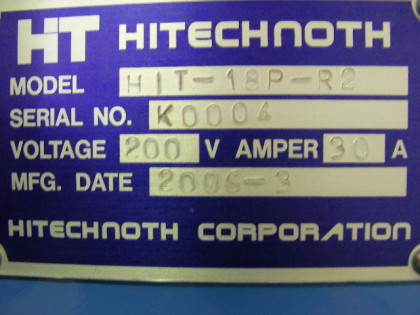 HT HITECHNOTH
MODEL HIT-18P-R2
SERIAL NO. K0004
VOLTAGE 200 V AMPER 30 A
MFG. DATE 2006-3
HITECHNOTH CORPORATION